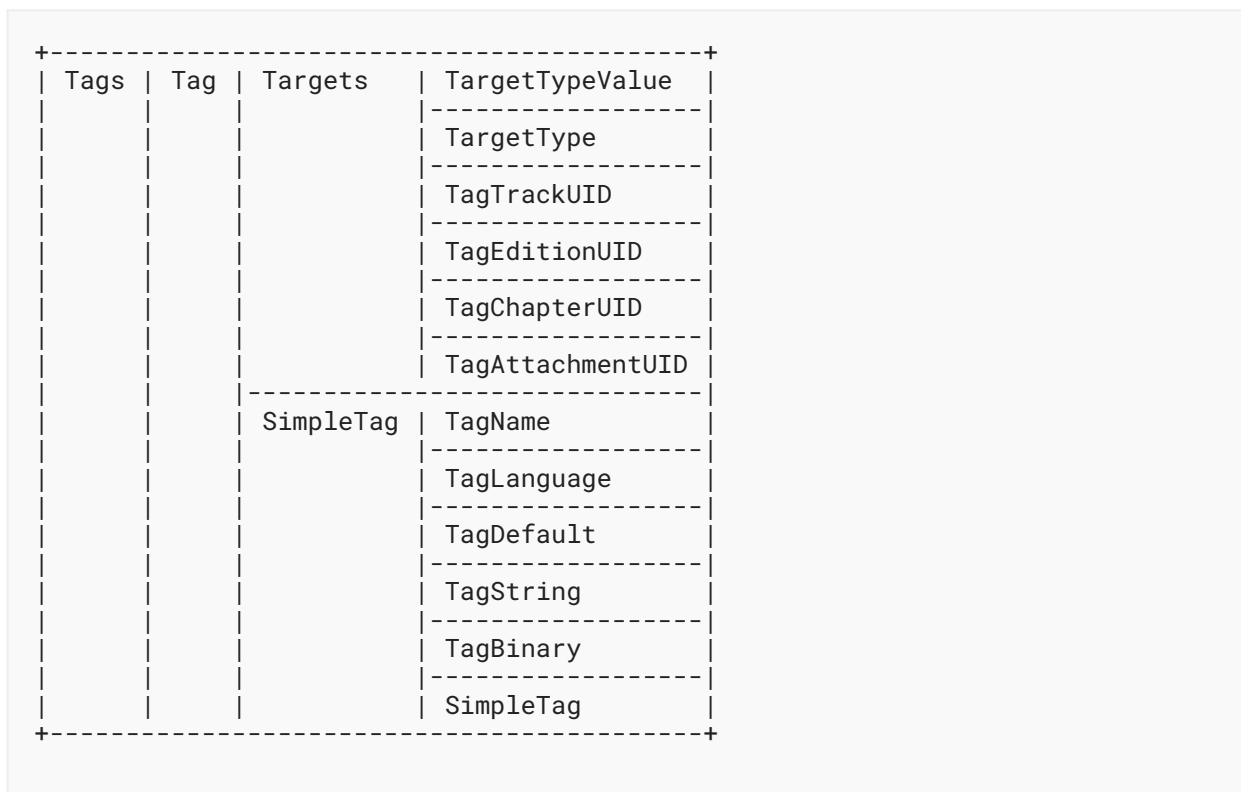 +-------------------------------------------+
| Tags | Tag | Targets   | TargetTypeValue  |
|      |     |           |------------------|
|      |     |           | TargetType       |
|      |     |           |------------------|
|      |     |           | TagTrackUID      |
|      |     |           |------------------|
|      |     |           | TagEditionUID    |
|      |     |           |------------------|
|      |     |           | TagChapterUID    |
|      |     |           |------------------|
|      |     |           | TagAttachmentUID |
|      |     |------------------------------|
|      |     | SimpleTag | TagName          |
|      |     |           |------------------|
|      |     |           | TagLanguage      |
|      |     |           |------------------|
|      |     |           | TagDefault       |
|      |     |           |------------------|
|      |     |           | TagString        |
|      |     |           |------------------|
|      |     |           | TagBinary        |
|      |     |           |------------------|
|      |     |           | SimpleTag        |
+-------------------------------------------+